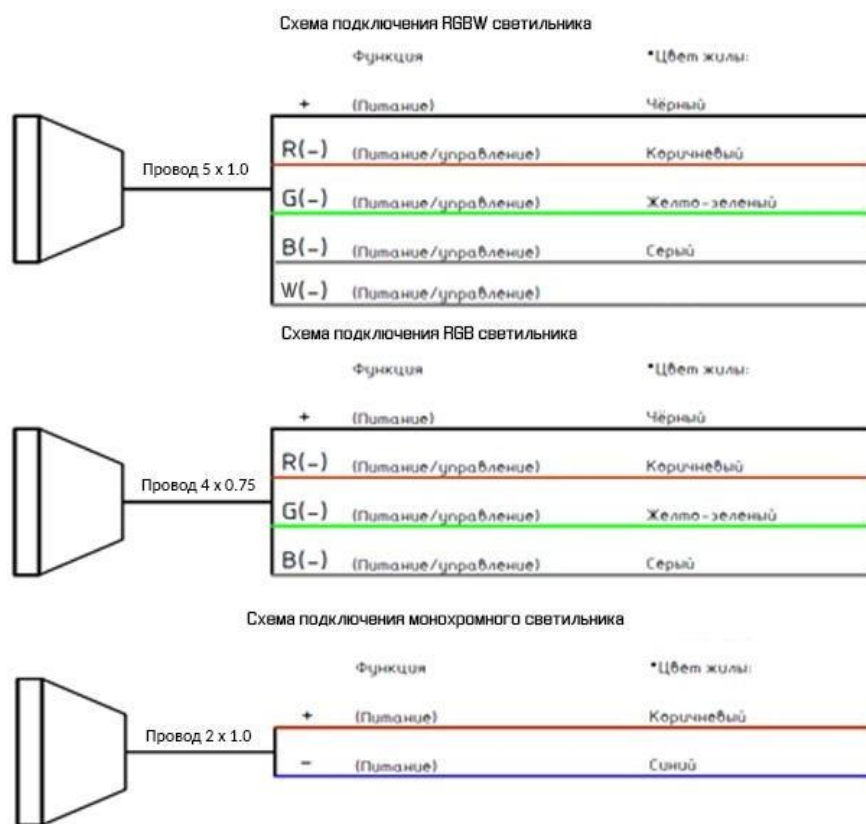 Схема подключения RGBW светильника
Функция *Цвет жилы:
+ (Питание) Чёрный
R(-) (Питание/управление) Коричневый
Провод 5 x 1.0
G(-) (Питание/управление) Желто-зеленый
B(-) (Питание/управление) Серый
W(-) (Питание/управление)
Схема подключения RGB светильника
Функция *Цвет жилы:
+ (Питание) Чёрный
R(-) (Питание/управление) Коричневый
Провод 4 x 0.75
G(-) (Питание/управление) Желто-зеленый
B(-) (Питание/управление) Серый
Схема подключения монохромного светильника
Функция *Цвет жилы:
+ (Питание) Коричневый
Провод 2 x 1.0
- (Питание) Синий